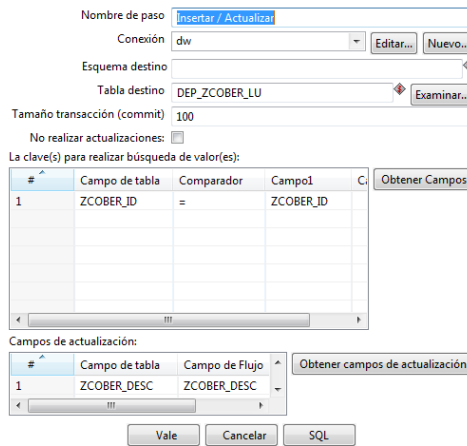 Nombre de paso Insertar / Actualizar
Conexión dw Editar... Nuevo...
Esquema destino
Tabla destino DEP_ZCOBER_LU Examinar...
Tamaño transacción (commit) 100
No realizar actualizaciones:
La clave(s) para realizar búsqueda de valor(es):
# Campo de tabla Comparador Campo1 Ca Obtener Campos
1 ZCOBER_ID = ZCOBER_ID
Campos de actualización:
# Campo de tabla Campo de Flujo Obtener campos de actualización
1 ZCOBER_DESC ZCOBER_DESC
Vale Cancelar SQL